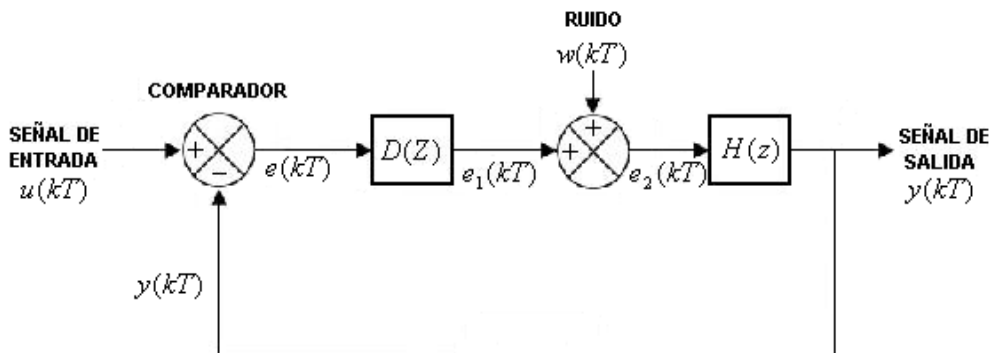 RUIDO
w(kT)
COMPARADOR
SEÑAL DE
ENTRADA
u(kT)
+
−
e(kT)
D(Z)
e₁(kT)
+
+
e₂(kT)
H(z)
SEÑAL DE
SALIDA
y(kT)
y(kT)